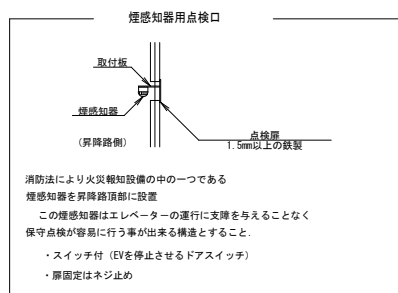 煙感知器用点検口
取付板
煙感知器
(昇降路側)
点検扉
1.5mm以上の鉄製
消防法により火災報知設備の中の一つである
煙感知器を昇降路頂部に設置
この煙感知器はエレベーターの運行に支障を与えることなく
保守点検が容易に行う事が出来る構造とすること.
・スイッチ付（EVを停止させるドアスイッチ）
・扉固定はネジ止め